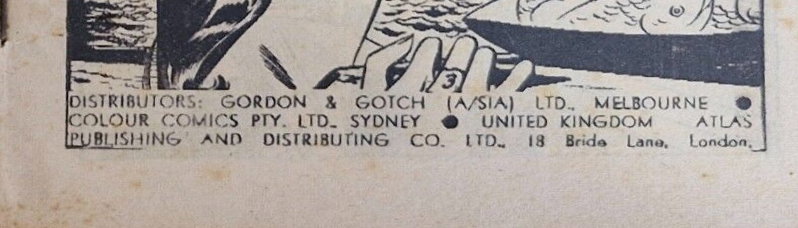 3
DISTRIBUTORS: GORDON & GOTCH (A/SIA) LTD., MELBOURNE ●
COLOUR COMICS PTY. LTD., SYDNEY ● UNITED KINGDOM ATLAS
PUBLISHING AND DISTRIBUTING CO. LTD., 18 Bride Lane, London.